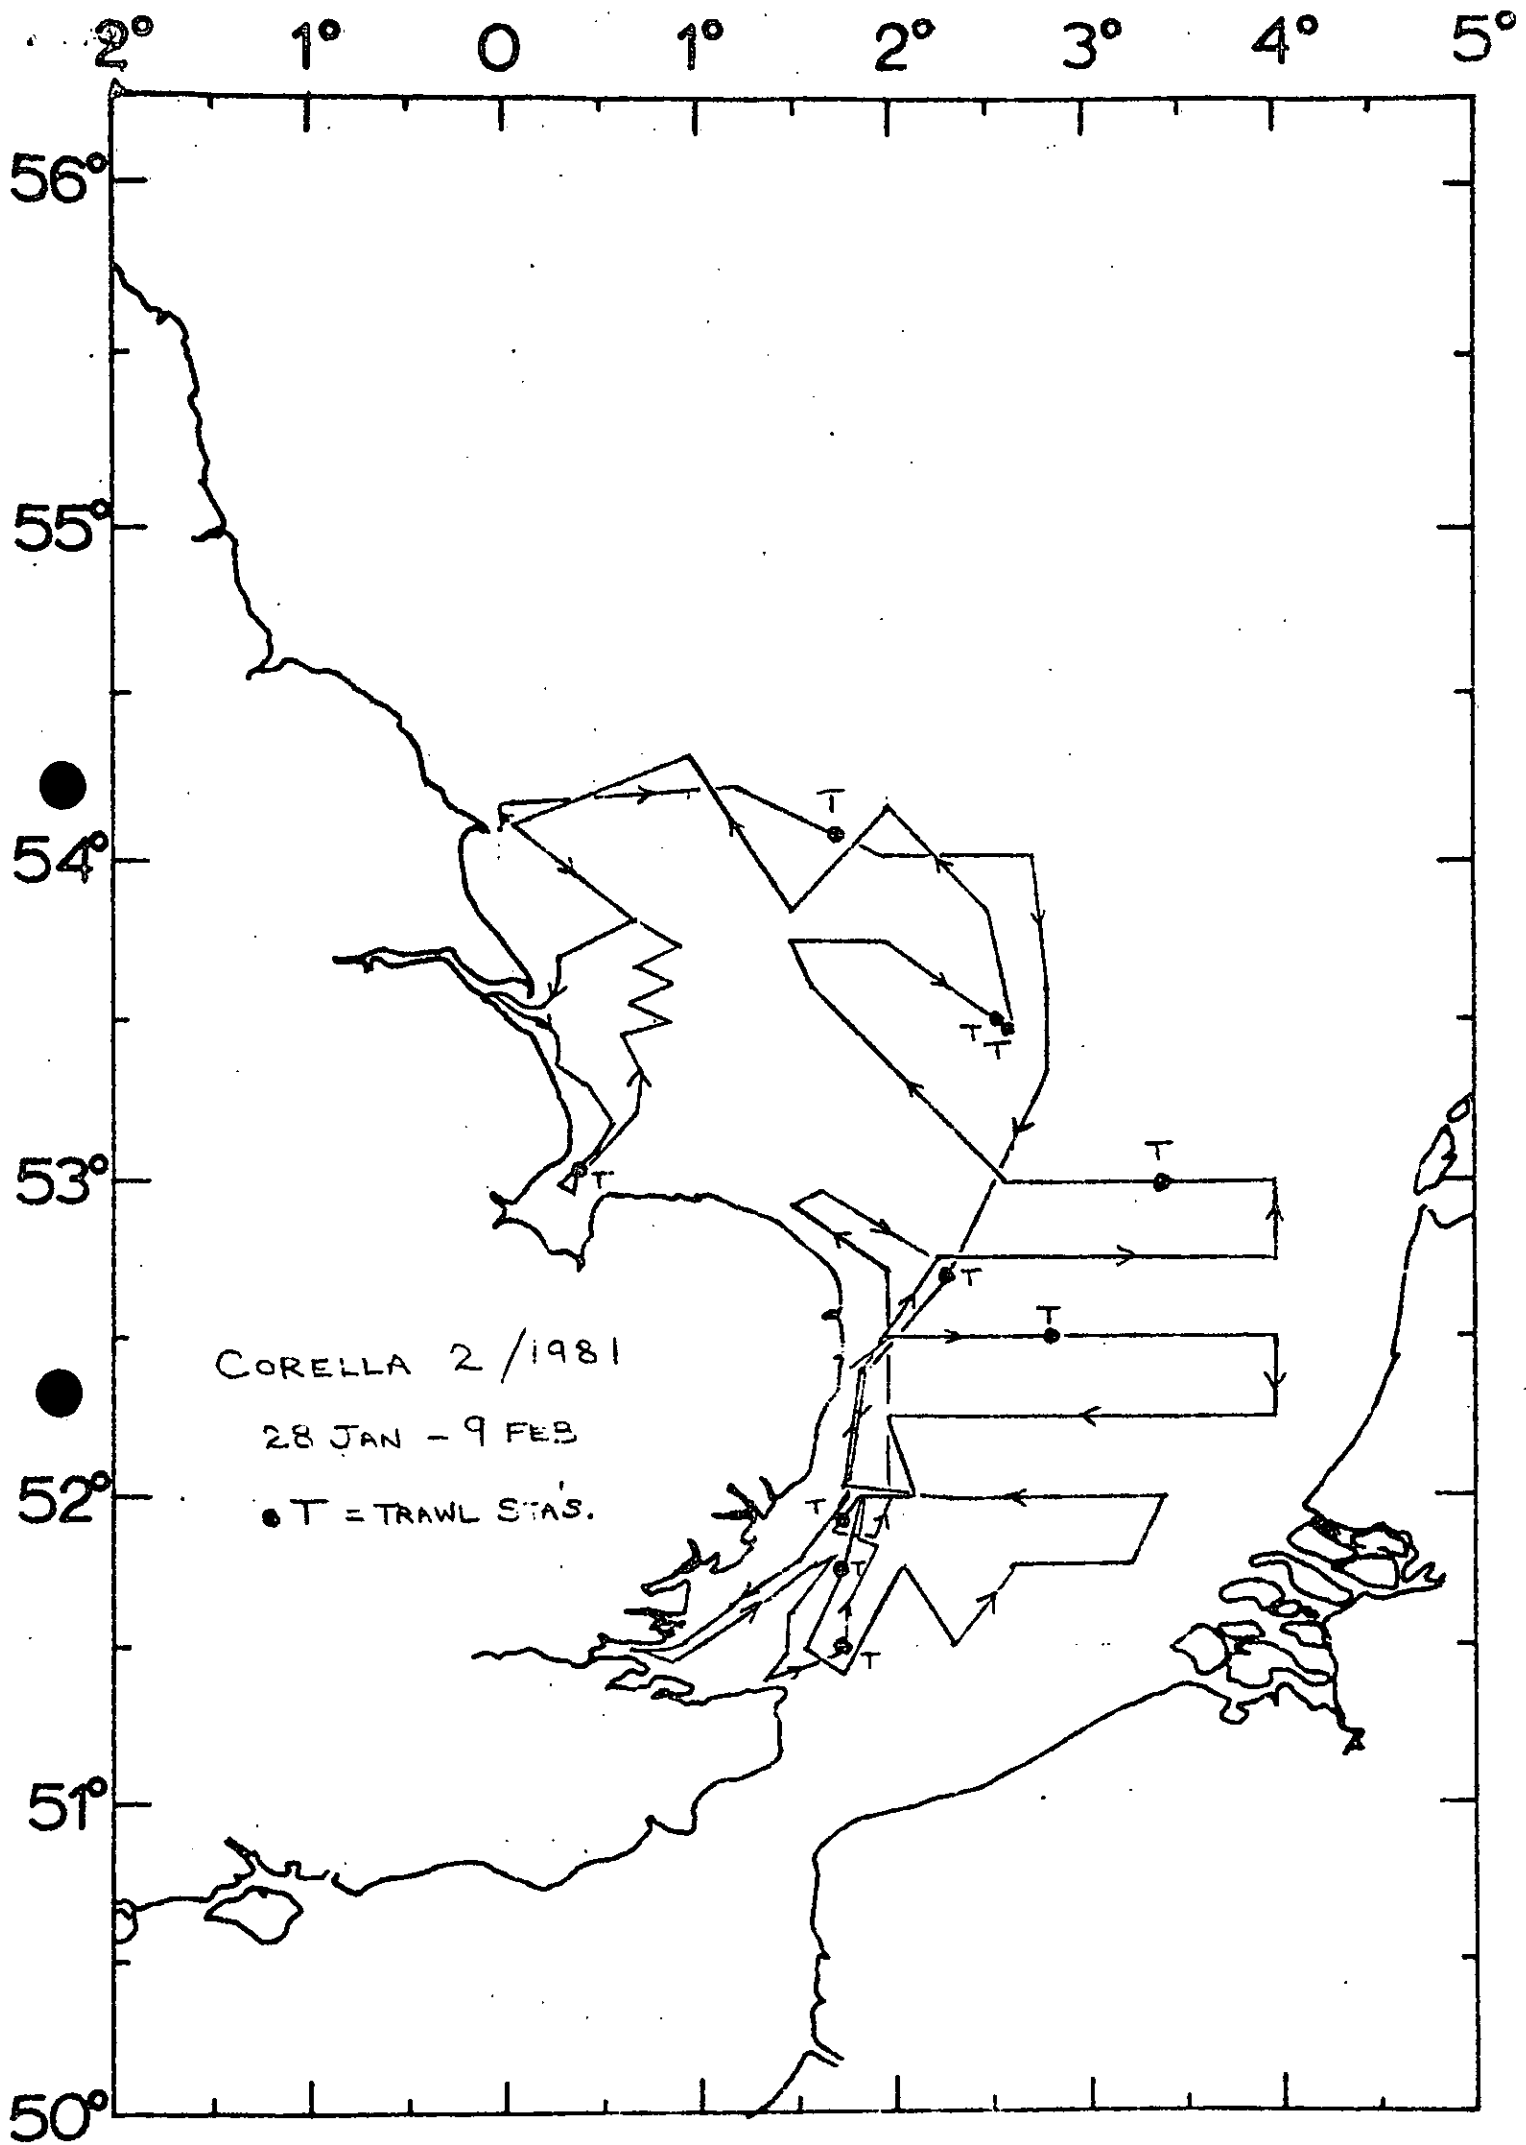 2° 1° 0 1° 2° 3° 4° 5°
56°
55°
T
54°
T
T
T
53°
T
T
T
CORELLA 2/1981
28 JAN - 9 FEB
52°
T
● T = TRAWL STA'S.
T
T
51°
50°